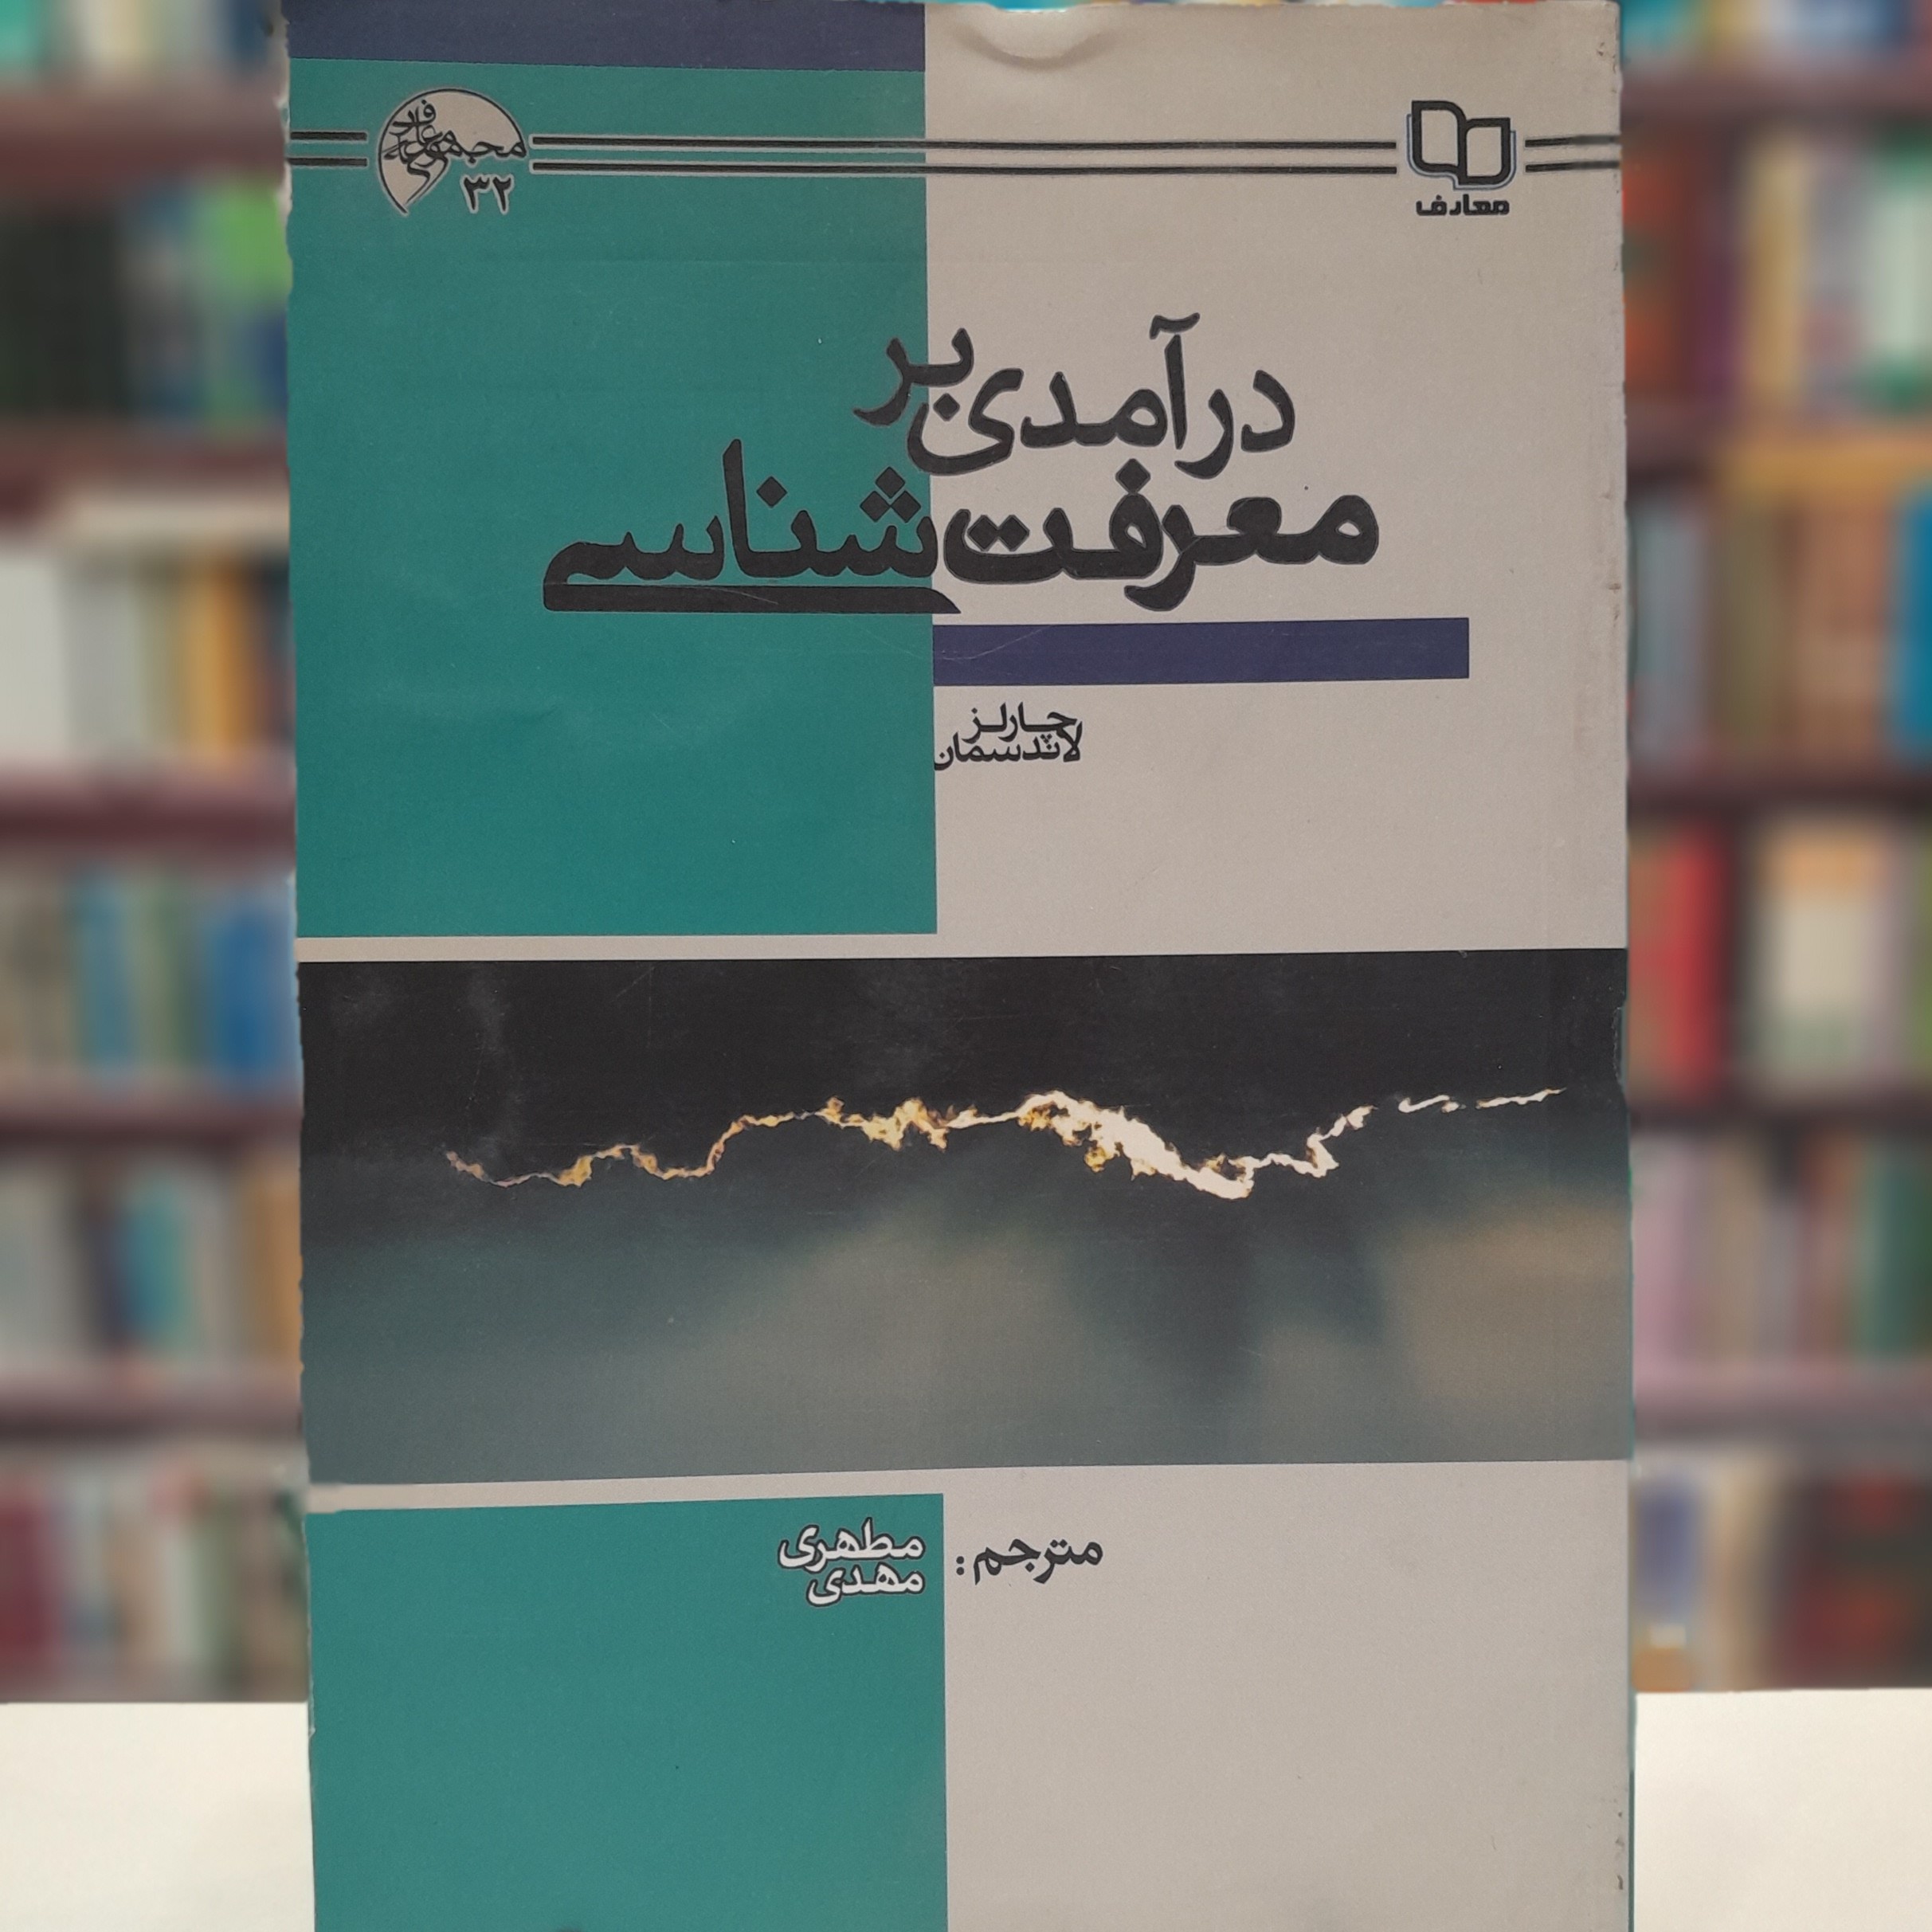 معارف
مجموعه معارف
۳۲
درآمدی بر
معرفت‌شناسی
چارلز
لاندسمان
مترجم:
مطهری
مهدی